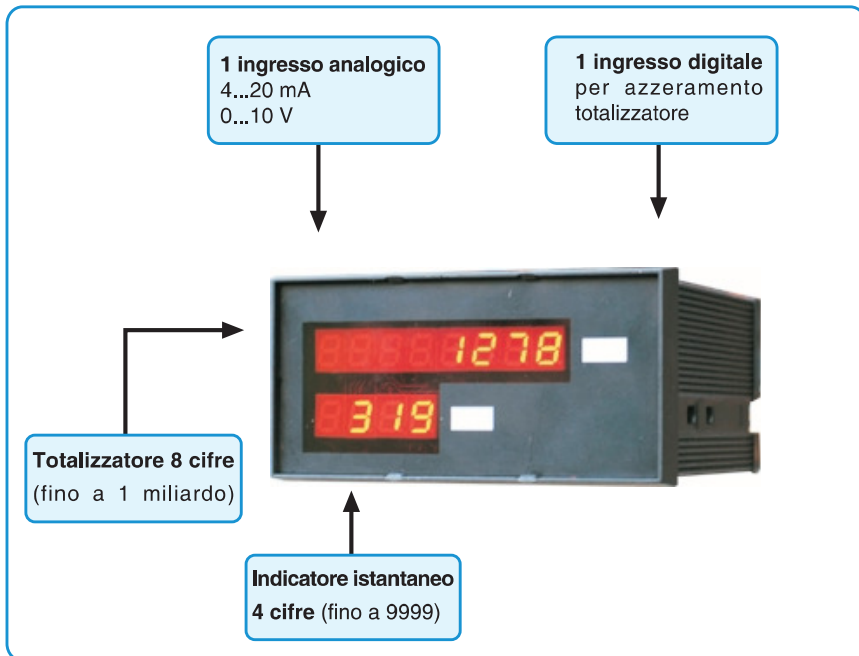 1 ingresso analogico
4...20 mA
0...10 V
1 ingresso digitale
per azzeramento
totalizzatore
1278
319
Totalizzatore 8 cifre
(fino a 1 miliardo)
Indicatore istantaneo
4 cifre (fino a 9999)